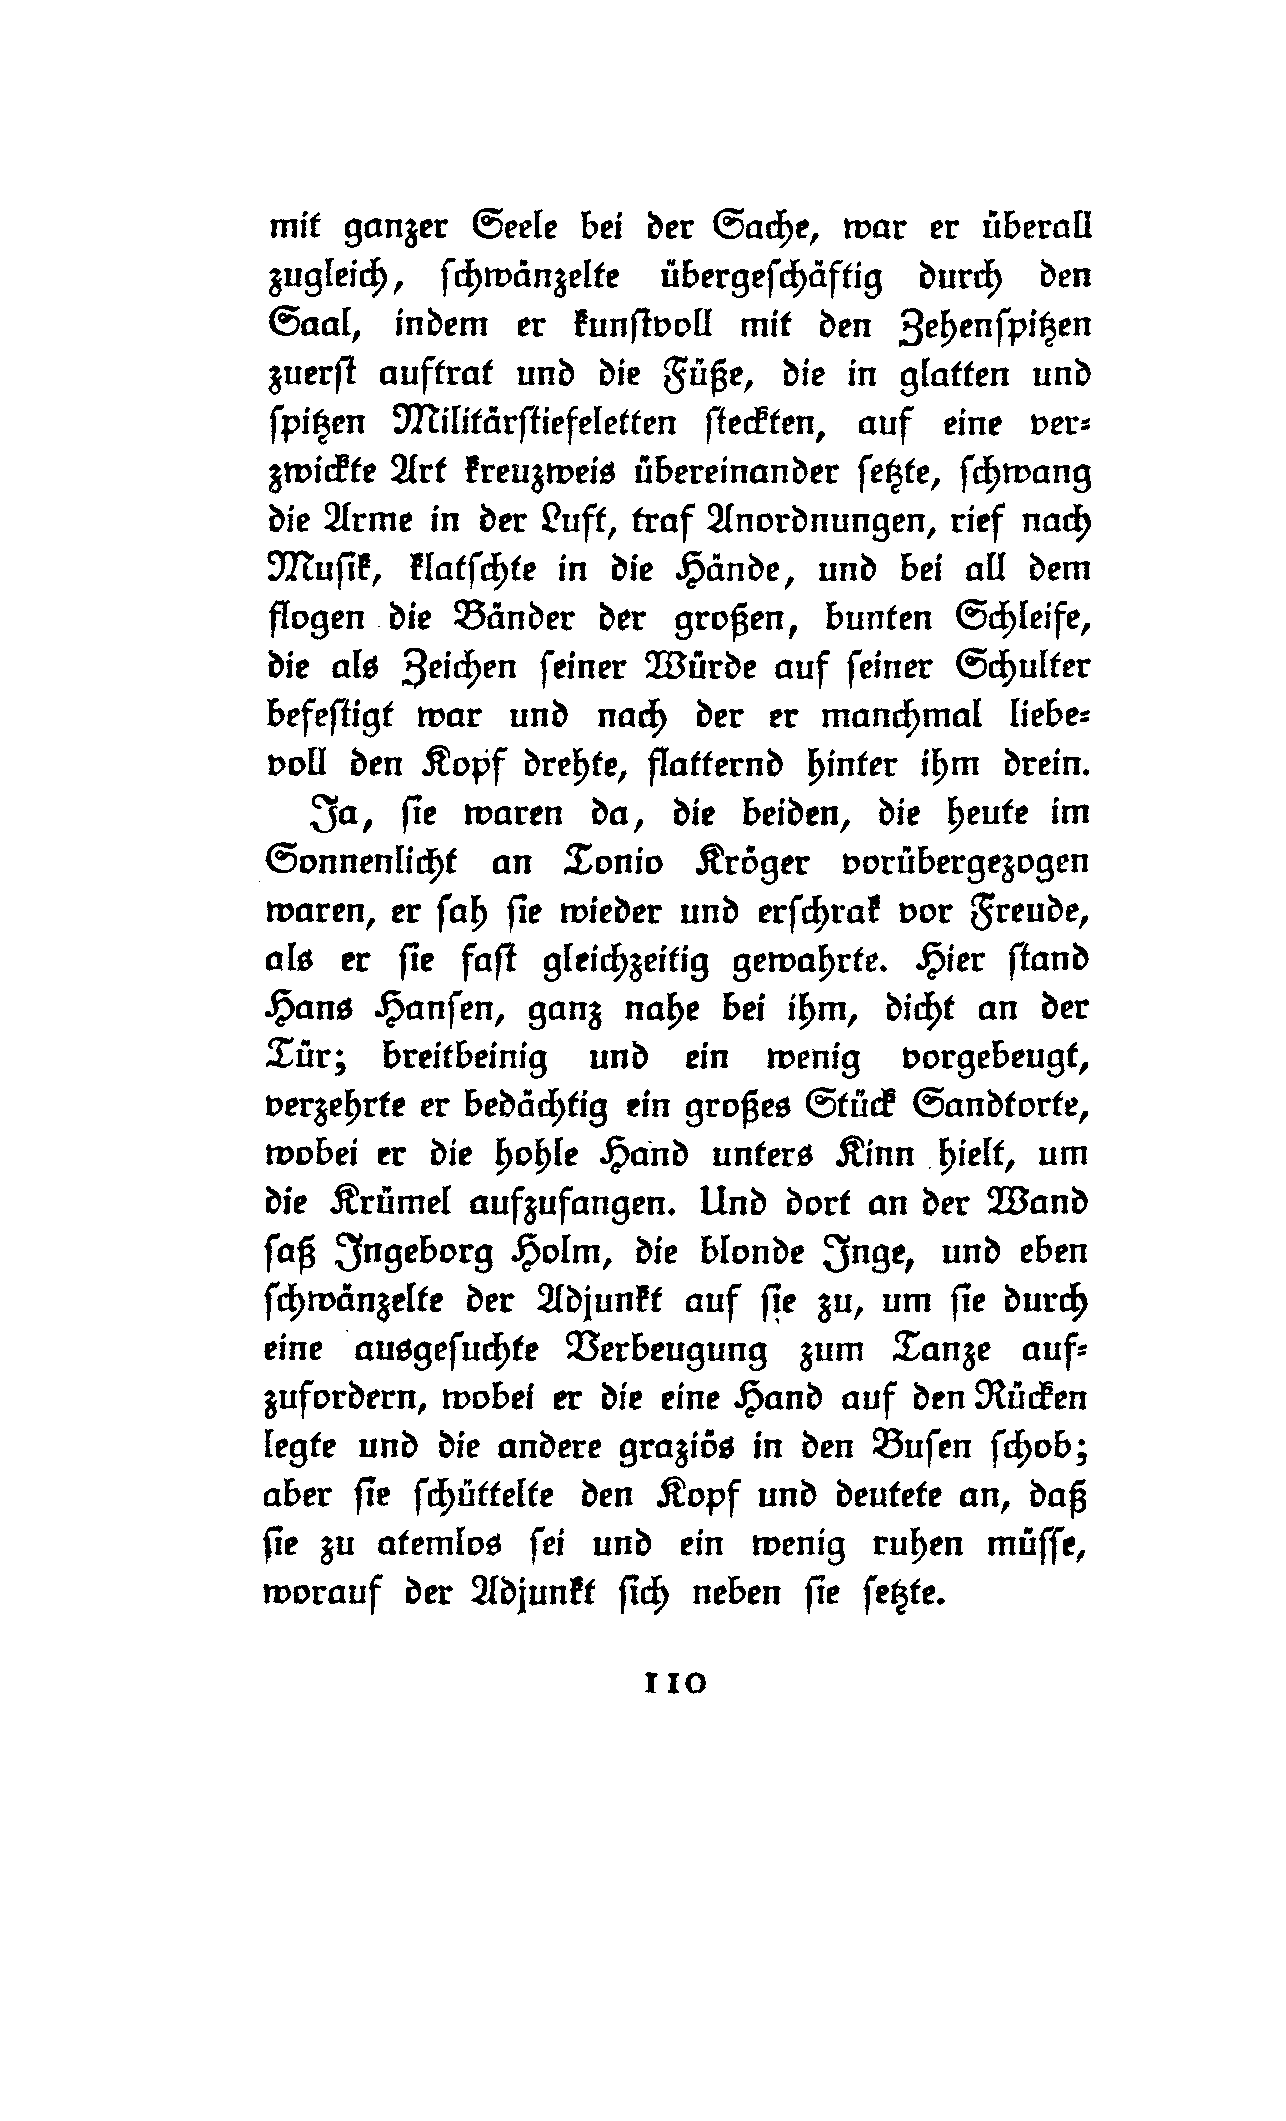 mit ganzer Seele bei der Sache, war er überall
zugleich, schwänzelte übergeschäftig durch den
Saal, indem er kunstvoll mit den Zehenspitzen
zuerst auftrat und die Füße, die in glatten und
spitzen Militärstiefeletten steckten, auf eine ver-
zwickte Art kreuzweis übereinander setzte, schwang
die Arme in der Luft, traf Anordnungen, rief nach
Musik, klatschte in die Hände, und bei all dem
flogen die Bänder der großen, bunten Schleife,
die als Zeichen seiner Würde auf seiner Schulter
befestigt war und nach der er manchmal liebe-
voll den Kopf drehte, flatternd hinter ihm drein.
Ja, sie waren da, die beiden, die heute im
Sonnenlicht an Tonio Kröger vorübergezogen
waren, er sah sie wieder und erschrak vor Freude,
als er sie fast gleichzeitig gewahrte. Hier stand
Hans Hansen, ganz nahe bei ihm, dicht an der
Tür; breitbeinig und ein wenig vorgebeugt,
verzehrte er bedächtig ein großes Stück Sandtorte,
wobei er die hohle Hand unters Kinn hielt, um
die Krümel aufzufangen. Und dort an der Wand
saß Ingeborg Holm, die blonde Inge, und eben
schwänzelte der Adjunkt auf sie zu, um sie durch
eine ausgesuchte Verbeugung zum Tanze auf-
zufordern, wobei er die eine Hand auf den Rücken
legte und die andere graziös in den Busen schob;
aber sie schüttelte den Kopf und deutete an, daß
sie zu atemlos sei und ein wenig ruhen müsse,
worauf der Adjunkt sich neben sie setzte.
110